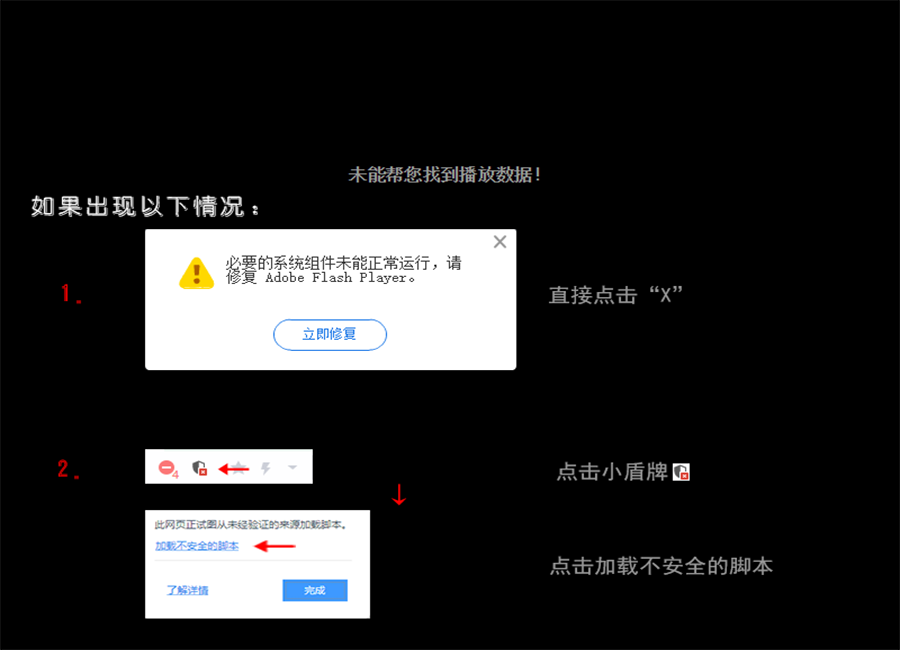 未能帮您找到播放数据!
如果出现以下情况：
1.
必要的系统组件未能正常运行，请
修复 Adobe Flash Player。
立即修复
直接点击“X”
2.
4
点击小盾牌
此网页正试图从未经验证的来源加载脚本。
加载不安全的脚本
了解详情
完成
点击加载不安全的脚本